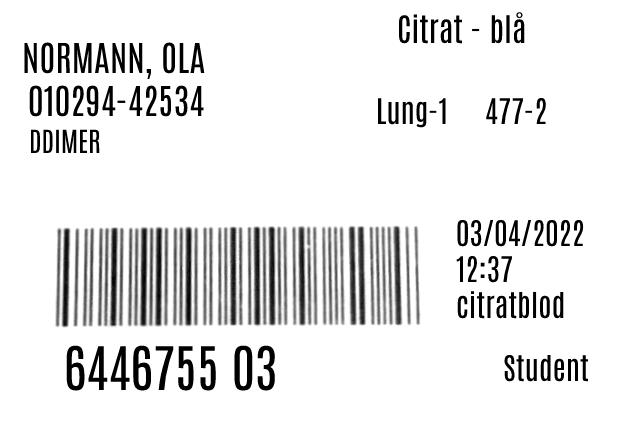 Citrat - blå
NORMANN, OLA
010294-42534
Lung-1 477-2
DDIMER
03/04/2022
12:37
citratblod
6446755 03
Student